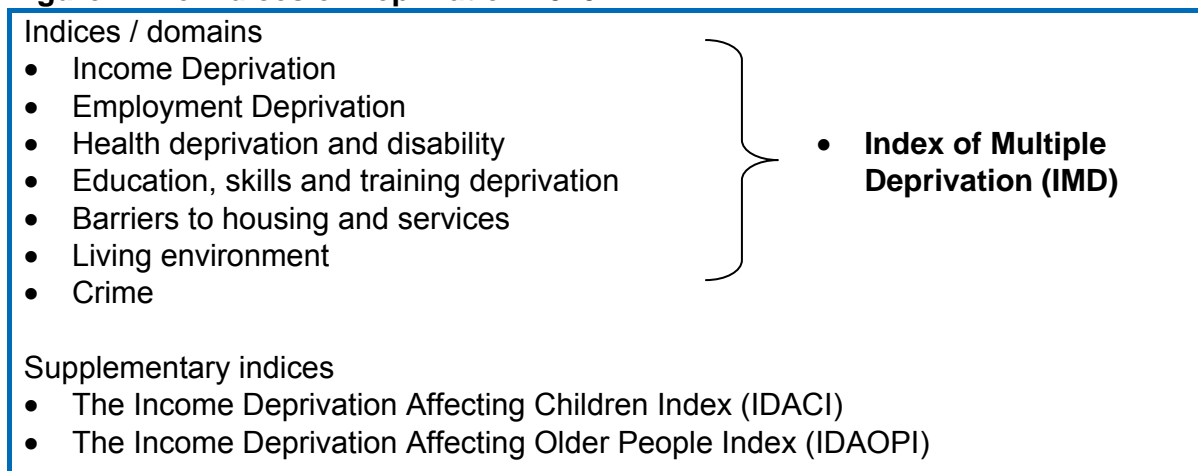 Indices / domains
• Income Deprivation
• Employment Deprivation
• Health deprivation and disability
• Education, skills and training deprivation
• Barriers to housing and services
• Living environment
• Crime
• Index of Multiple
Deprivation (IMD)
Supplementary indices
• The Income Deprivation Affecting Children Index (IDACI)
• The Income Deprivation Affecting Older People Index (IDAOPI)